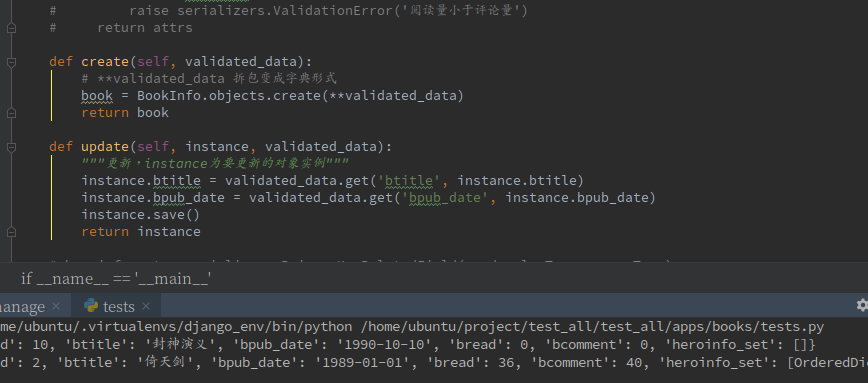 # raise serializers.ValidationError('阅读量小于评论量')
# return attrs
def create(self, validated_data):
# **validated_data 拆包变成字典形式
book = BookInfo.objects.create(**validated_data)
return book
def update(self, instance, validated_data):
"""更新，instance为要更新的对象实例"""
instance.btitle = validated_data.get('btitle', instance.btitle)
instance.bpub_date = validated_data.get('bpub_date', instance.bpub_date)
instance.save()
return instance
if __name__ == '__main__'
anage × tests ×
me/ubuntu/.virtualenvs/django_env/bin/python /home/ubuntu/project/test_all/test_all/apps/books/tests.py
d': 10, 'btitle': '封神演义', 'bpub_date': '1990-10-10', 'bread': 0, 'bcomment': 0, 'heroinfo_set': []}
d': 2, 'btitle': '倚天剑', 'bpub_date': '1989-01-01', 'bread': 36, 'bcomment': 40, 'heroinfo_set': [OrderedDi